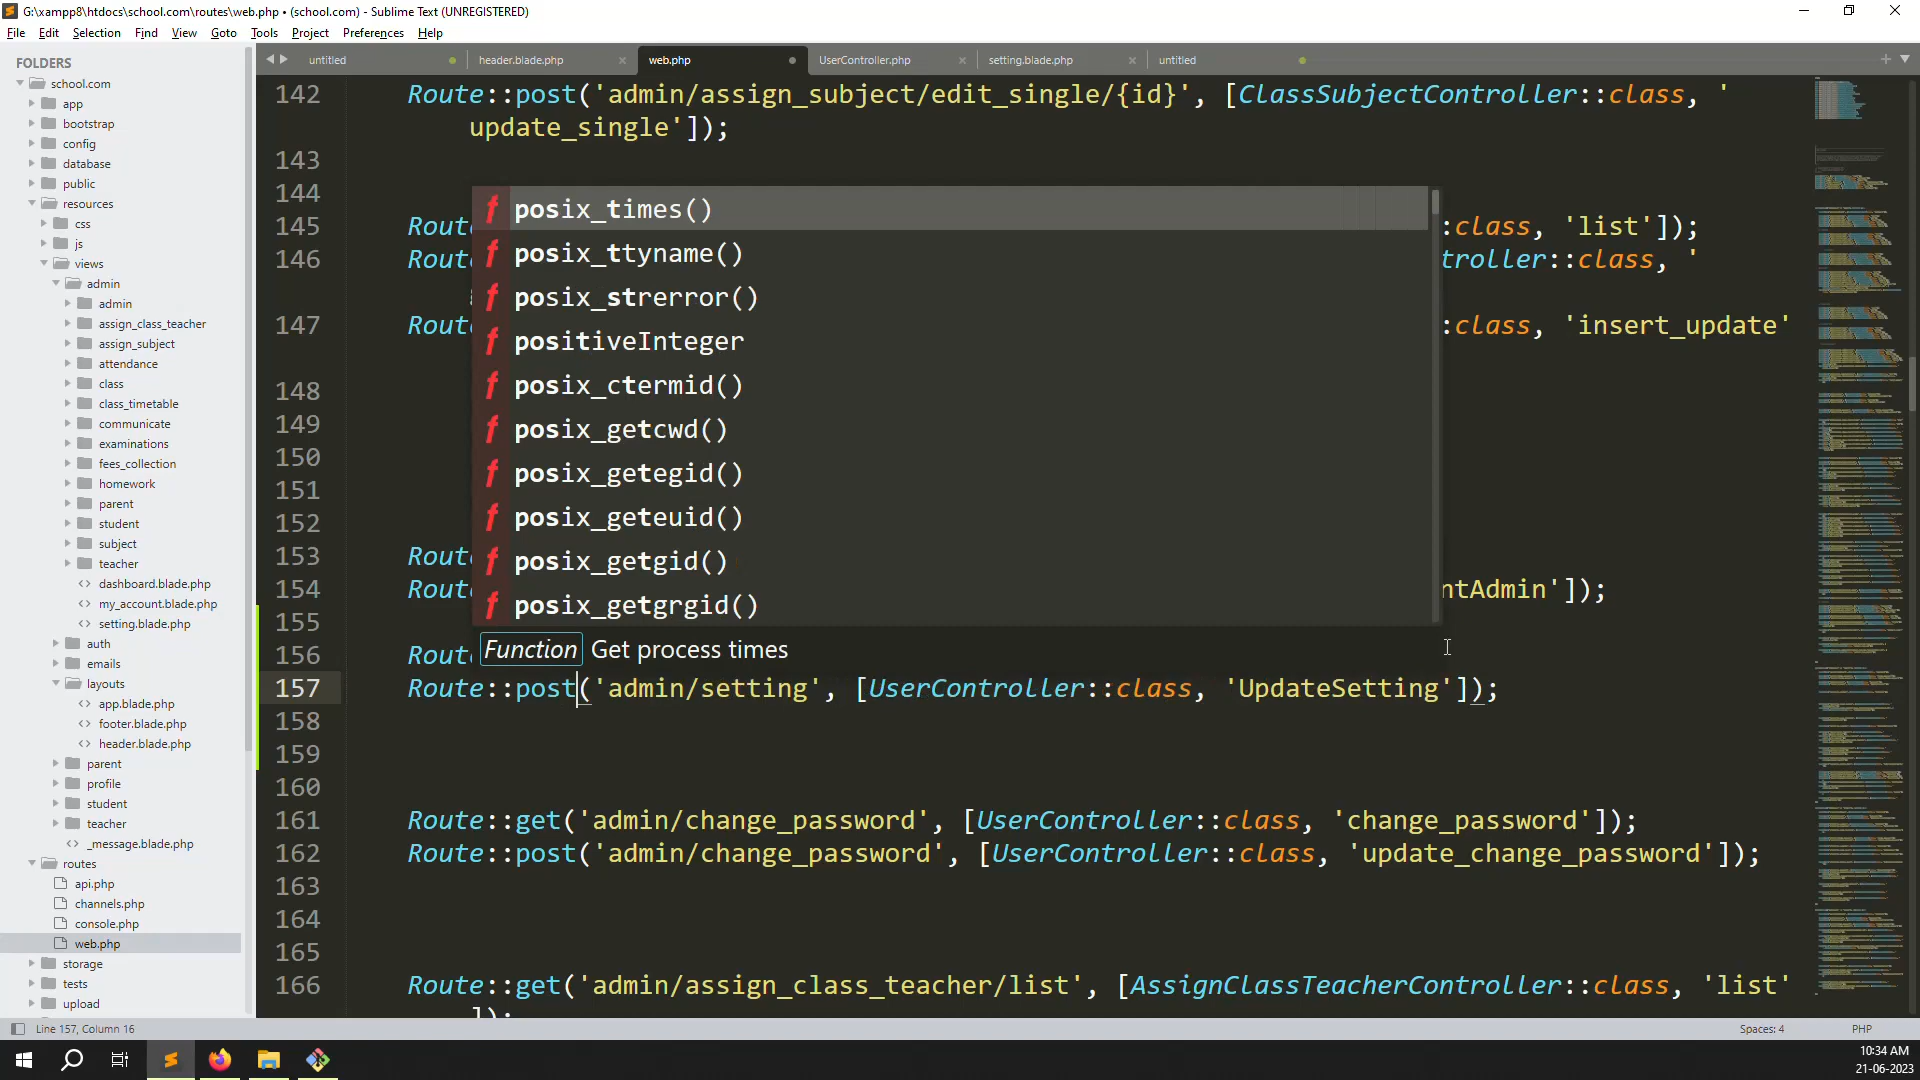 G:\xampp8\htdocs\school.com\routes\web.php • (school.com) - Sublime Text (UNREGISTERED)
File Edit Selection Find View Goto Tools Project Preferences Help
FOLDERS
school.com
app
bootstrap
config
database
public
resources
css
js
views
admin
admin
assign_class_teacher
assign_subject
attendance
class
class_timetable
communicate
examinations
fees_collection
homework
parent
student
subject
teacher
dashboard.blade.php
my_account.blade.php
setting.blade.php
auth
emails
layouts
app.blade.php
footer.blade.php
header.blade.php
parent
profile
student
teacher
_message.blade.php
routes
api.php
channels.php
console.php
web.php
storage
tests
upload
untitled header.blade.php web.php UserController.php setting.blade.php untitled
142 Route::post('admin/assign_subject/edit_single/{id}', [ClassSubjectController::class, '
update_single']);
143
144
145 Rout :class, 'list']);
146 Rout troller::class, '
147 Rout :class, 'insert_update'
148
149
150
151
152
153 Rout
154 Rout ntAdmin']);
155
156 Rout
posix_times()
posix_ttyname()
posix_strerror()
positiveInteger
posix_ctermid()
posix_getcwd()
posix_getegid()
posix_geteuid()
posix_getgid()
posix_getgrgid()
Function Get process times
157 Route::post('admin/setting', [UserController::class, 'UpdateSetting']);
158
159
160
161 Route::get('admin/change_password', [UserController::class, 'change_password']);
162 Route::post('admin/change_password', [UserController::class, 'update_change_password']);
163
164
165
166 Route::get('admin/assign_class_teacher/list', [AssignClassTeacherController::class, 'list'
]);
Line 157, Column 16 Spaces: 4 PHP
10:34 AM
21-06-2023